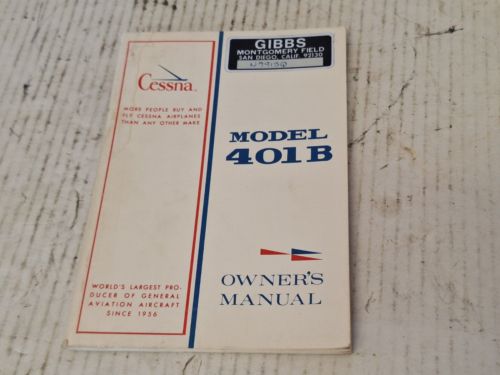 Cessna.
MORE PEOPLE BUY AND
FLY CESSNA AIRPLANES
THAN ANY OTHER MAKE
WORLD'S LARGEST PRO-
DUCER OF GENERAL
AVIATION AIRCRAFT
SINCE 1956
GIBBS
MONTGOMERY FIELD
SAN DIEGO, CALIF. 92130
MODEL
401B
OWNER'S
MANUAL